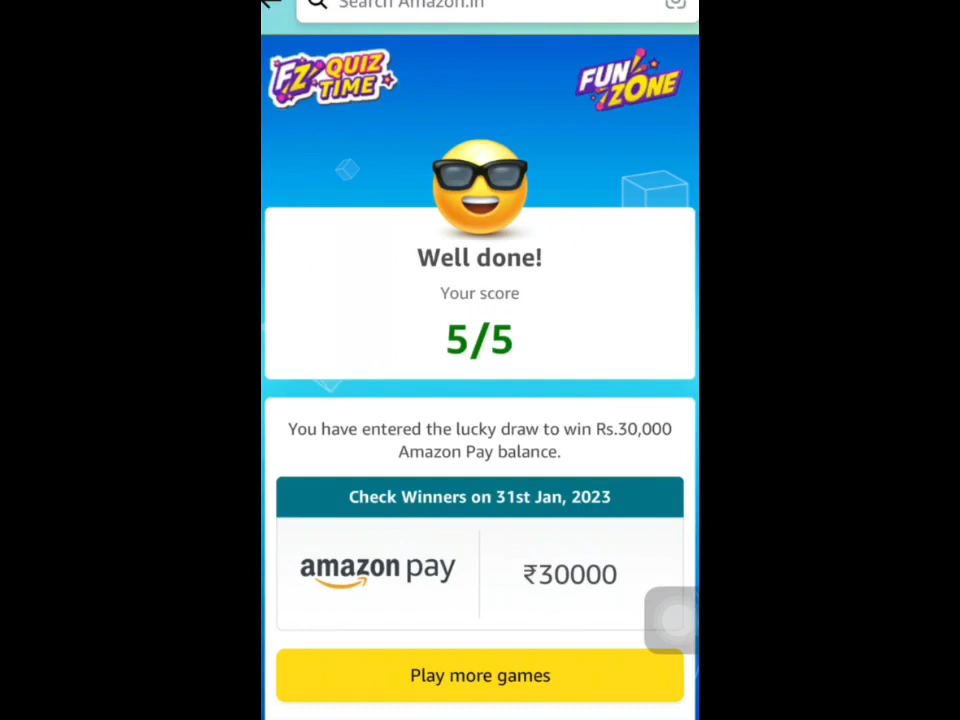 Search Amazon.in
FZ QUIZ
TIME
FUN
ZONE
Well done!
Your score
5/5
You have entered the lucky draw to win Rs.30,000
Amazon Pay balance.
Check Winners on 31st Jan, 2023
amazon pay
₹30000
Play more games